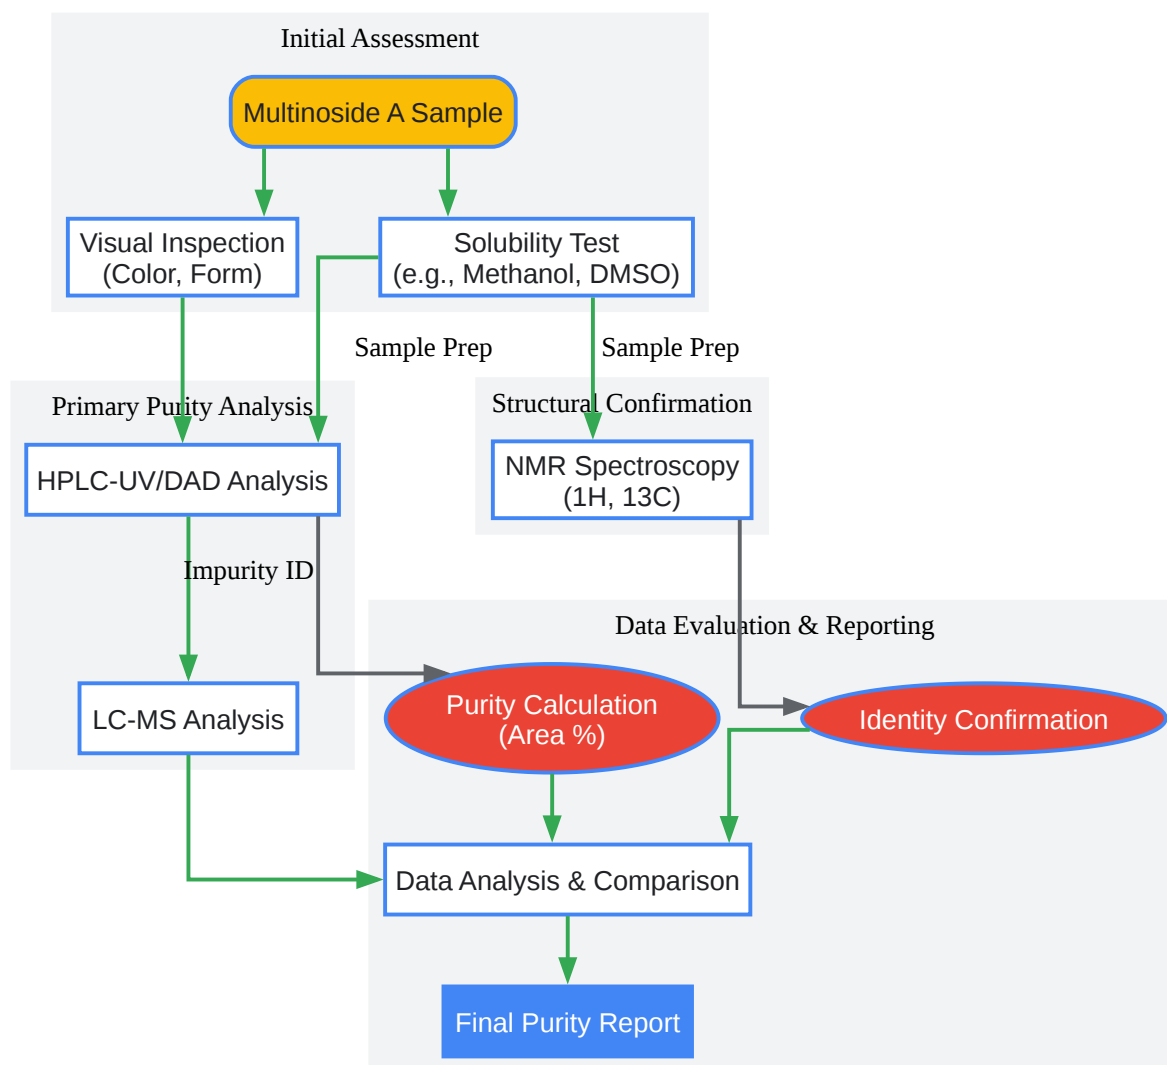 Initial Assessment
Multinoside A Sample
Visual Inspection
(Color, Form)
Solubility Test
(e.g., Methanol, DMSO)
Sample Prep
Sample Prep
Primary Purity Analysis
Structural Confirmation
HPLC-UV/DAD Analysis
NMR Spectroscopy
(1H, 13C)
Impurity ID
Data Evaluation & Reporting
LC-MS Analysis
Purity Calculation
(Area %)
Identity Confirmation
Data Analysis & Comparison
Final Purity Report